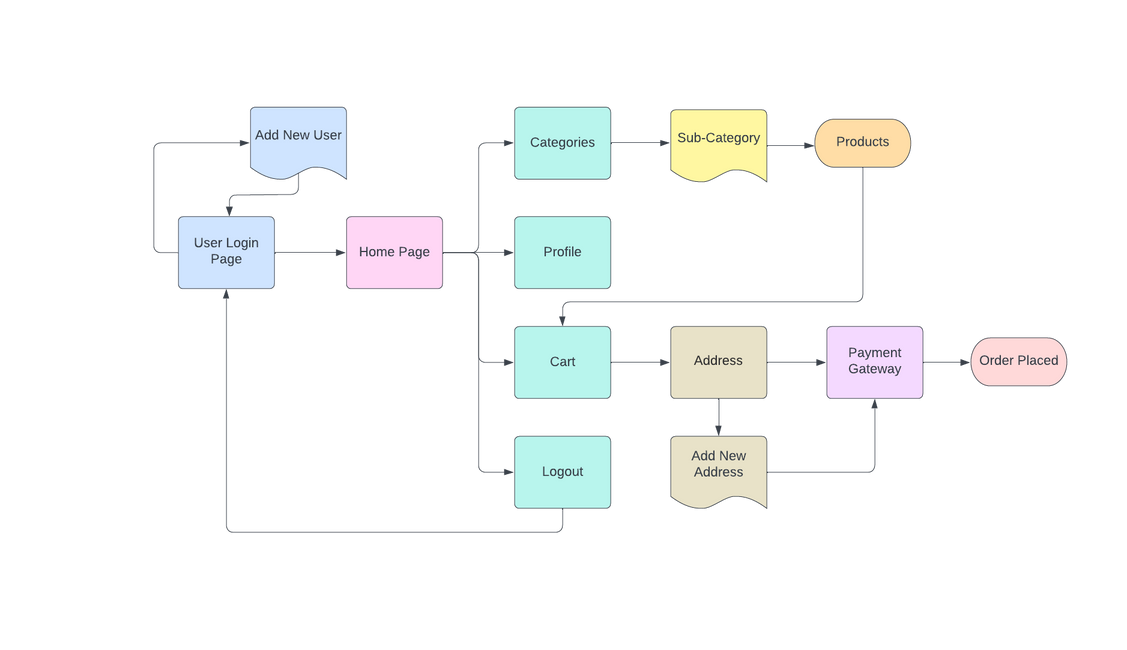 Add New User
Categories
Sub-Category
Products
User Login
Page
Home Page
Profile
Cart
Address
Payment
Gateway
Order Placed
Logout
Add New
Address